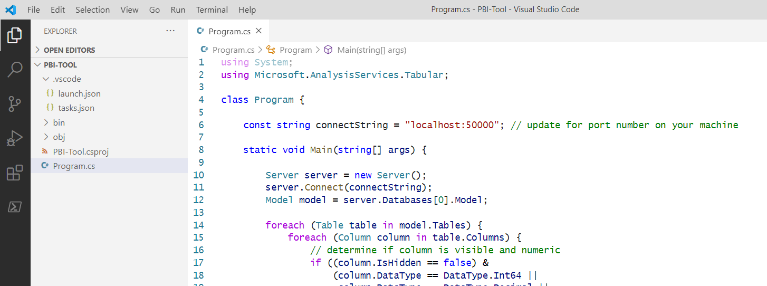 File Edit Selection View Go Run Terminal Help Program.cs - PBI-Tool - Visual Studio Code
EXPLORER ...
OPEN EDITORS
PBI-TOOL
.vscode
{} launch.json
{} tasks.json
bin
obj
PBI-Tool.csproj
C# Program.cs
C# Program.cs ×
C# Program.cs > Program > Main(string[] args)
1 using System;
2 using Microsoft.AnalysisServices.Tabular;
3
4 class Program {
5
6 const string connectString = "localhost:50000"; // update for port number on your machine
7
8 static void Main(string[] args) {
9
10 Server server = new Server();
11 server.Connect(connectString);
12 Model model = server.Databases[0].Model;
13
14 foreach (Table table in model.Tables) {
15 foreach (Column column in table.Columns) {
16 // determine if column is visible and numeric
17 if ((column.IsHidden == false) &
18 (column.DataType == DataType.Int64 ||
column.DataType == DataType.Decimal ||